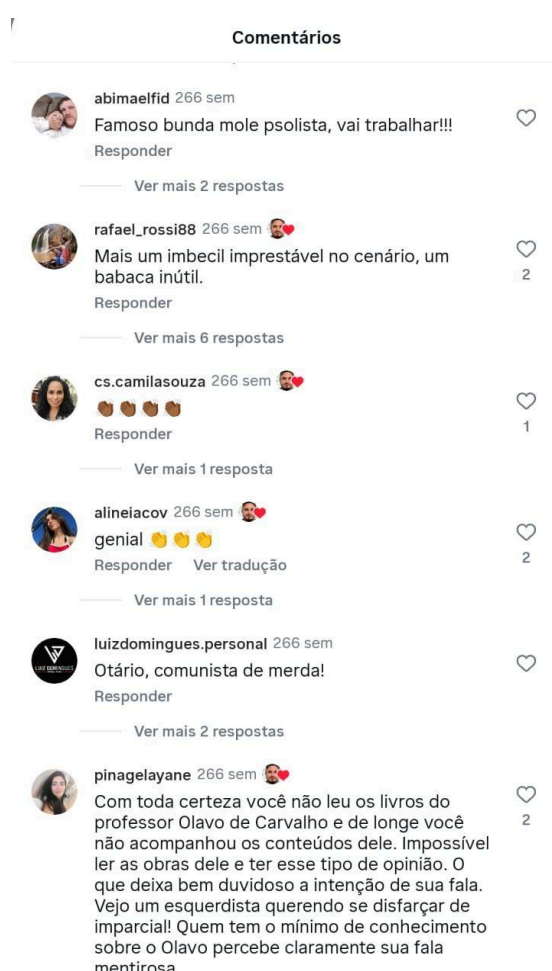 Comentários
abimaelfid 266 sem
Famoso bunda mole psolista, vai trabalhar!!!
Responder
Ver mais 2 respostas
rafael_rossi88 266 sem
Mais um imbecil imprestável no cenário, um
babaca inútil.
2
Responder
Ver mais 6 respostas
cs.camilasouza 266 sem
👏🏾👏🏾👏🏾👏🏾
1
Responder
Ver mais 1 resposta
alineiacov 266 sem
genial 👏👏👏
2
Responder Ver tradução
Ver mais 1 resposta
LUIZ DOMINGUES
luizdomingues.personal 266 sem
Otário, comunista de merda!
Responder
Ver mais 2 respostas
pinagelayane 266 sem
Com toda certeza você não leu os livros do
2
professor Olavo de Carvalho e de longe você
não acompanhou os conteúdos dele. Impossível
ler as obras dele e ter esse tipo de opinião. O
que deixa bem duvidoso a intenção de sua fala.
Vejo um esquerdista querendo se disfarçar de
imparcial! Quem tem o mínimo de conhecimento
sobre o Olavo percebe claramente sua fala
mentirosa